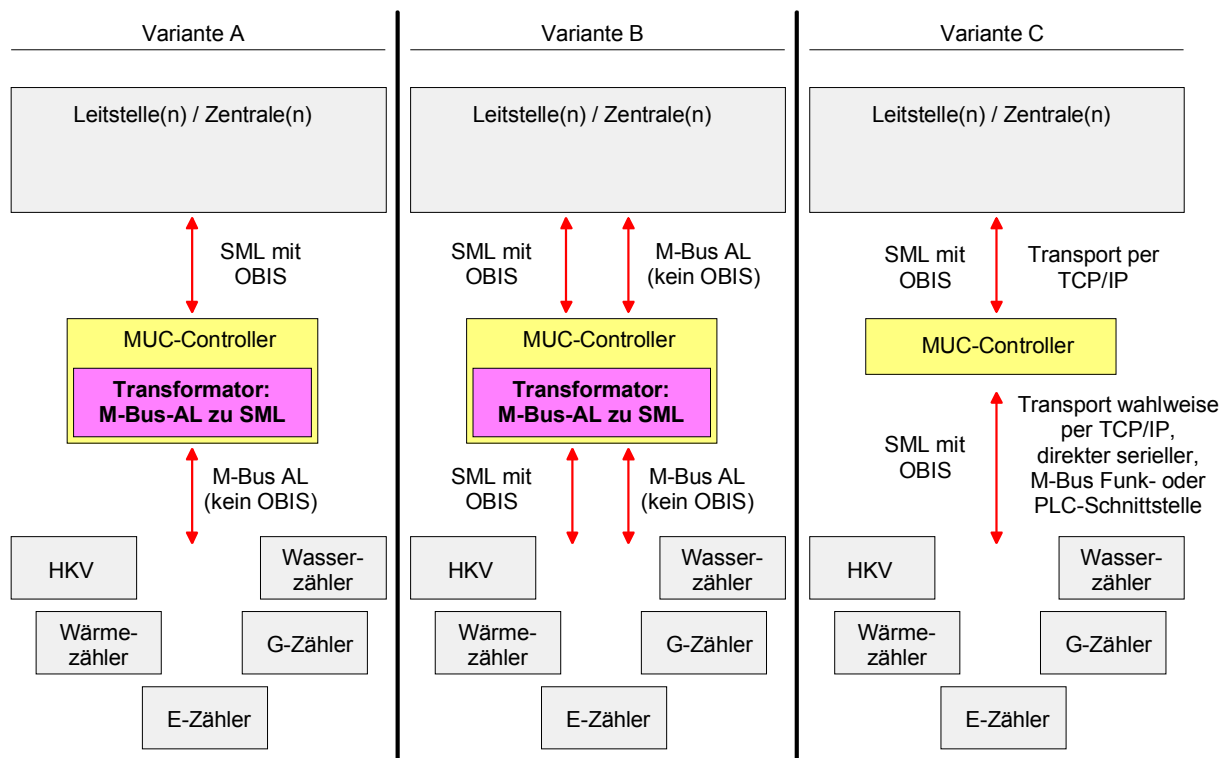 Variante A
Leitstelle(n) / Zentrale(n)
SML mit
OBIS
MUC-Controller
Transformator:
M-Bus-AL zu SML
M-Bus AL
(kein OBIS)
HKV
Wasser-
zähler
Wärme-
zähler
G-Zähler
E-Zähler
Variante B
Leitstelle(n) / Zentrale(n)
SML mit
OBIS
M-Bus AL
(kein OBIS)
MUC-Controller
Transformator:
M-Bus-AL zu SML
SML mit
OBIS
M-Bus AL
(kein OBIS)
HKV
Wasser-
zähler
Wärme-
zähler
G-Zähler
E-Zähler
Variante C
Leitstelle(n) / Zentrale(n)
SML mit
OBIS
Transport per
TCP/IP
MUC-Controller
SML mit
OBIS
Transport wahlweise
per TCP/IP,
direkter serieller,
M-Bus Funk- oder
PLC-Schnittstelle
HKV
Wasser-
zähler
Wärme-
zähler
G-Zähler
E-Zähler